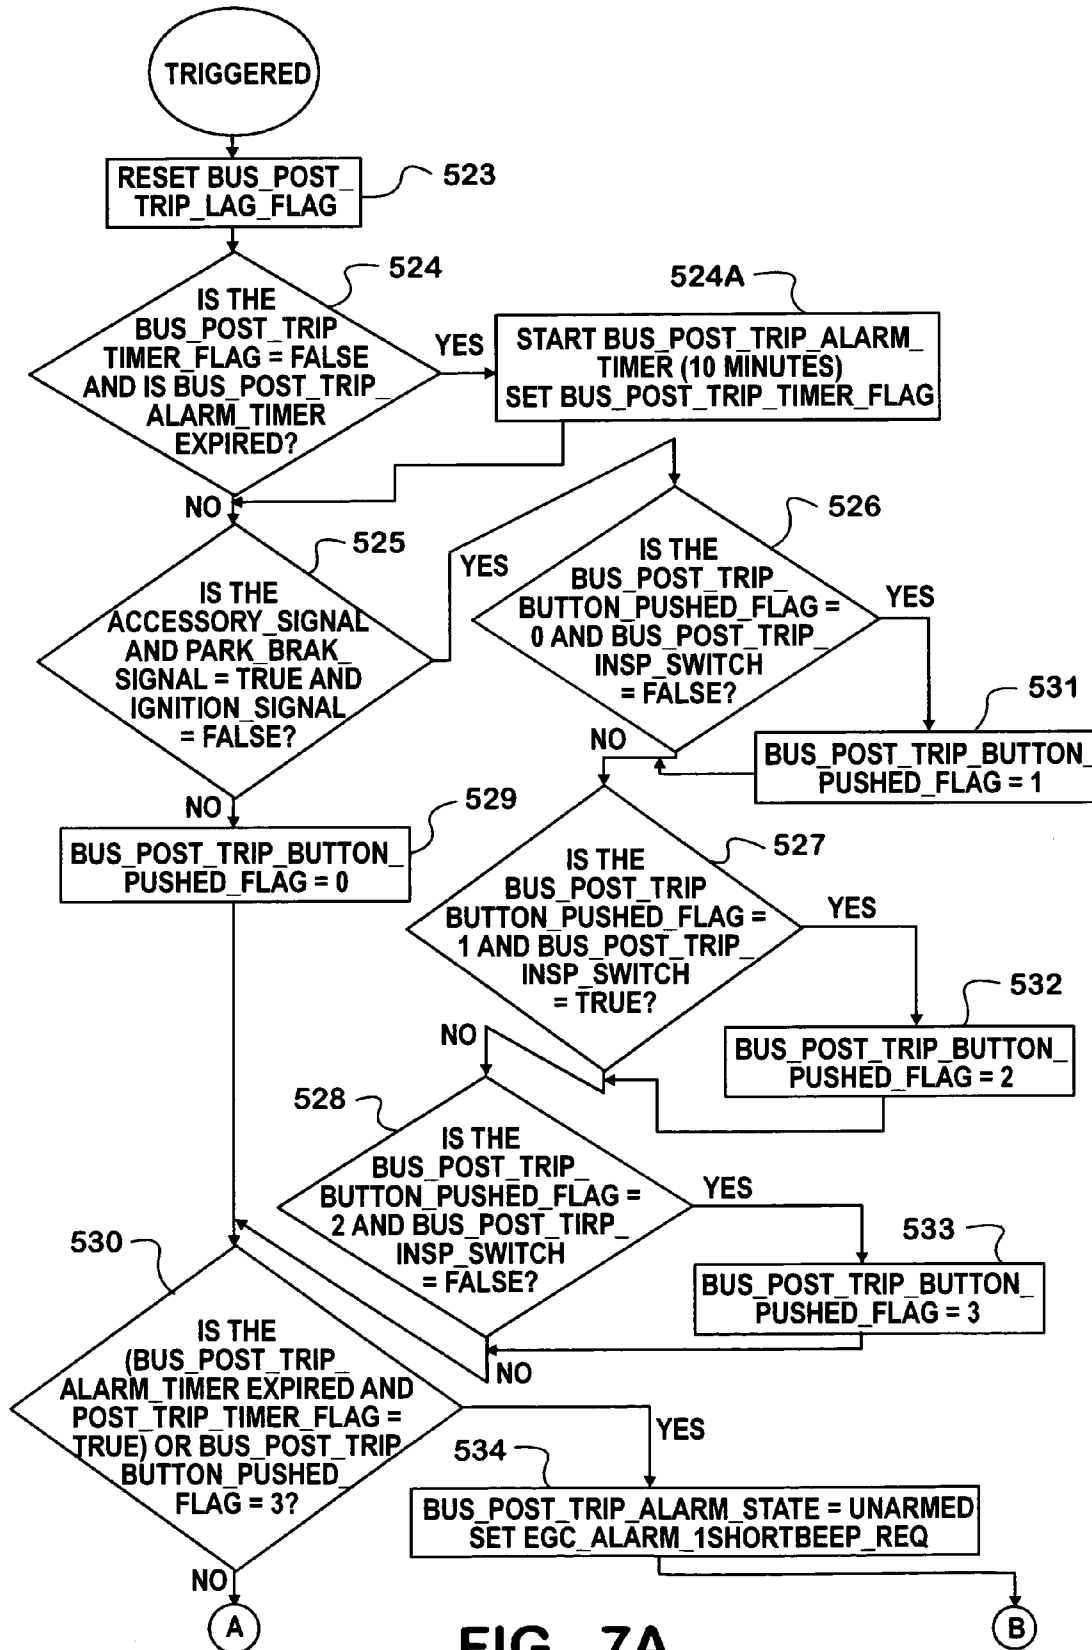 TRIGGERED
RESET BUS_POST_
TRIP_LAG_FLAG
523
524
IS THE
BUS_POST_TRIP
TIMER_FLAG = FALSE
AND IS BUS_POST_TRIP_
ALARM_TIMER
EXPIRED?
YES
NO
524A
START BUS_POST_TRIP_ALARM_
TIMER (10 MINUTES)
SET BUS_POST_TRIP_TIMER_FLAG
525
IS THE
ACCESSORY_SIGNAL
AND PARK_BRAK_
SIGNAL = TRUE AND
IGNITION_SIGNAL
= FALSE?
YES
NO
526
IS THE
BUS_POST_TRIP_
BUTTON_PUSHED_FLAG =
0 AND BUS_POST_TRIP_
INSP_SWITCH
= FALSE?
YES
NO
531
BUS_POST_TRIP_BUTTON_
PUSHED_FLAG = 1
529
BUS_POST_TRIP_BUTTON_
PUSHED_FLAG = 0
527
IS THE
BUS_POST_TRIP
BUTTON_PUSHED_FLAG =
1 AND BUS_POST_TRIP_
INSP_SWITCH
= TRUE?
YES
NO
532
BUS_POST_TRIP_BUTTON_
PUSHED_FLAG = 2
528
IS THE
BUS_POST_TRIP_
BUTTON_PUSHED_FLAG =
2 AND BUS_POST_TIRP_
INSP_SWITCH
= FALSE?
YES
NO
533
BUS_POST_TRIP_BUTTON_
PUSHED_FLAG = 3
530
IS THE
(BUS_POST_TRIP_
ALARM_TIMER EXPIRED AND
POST_TRIP_TIMER_FLAG =
TRUE) OR BUS_POST_TRIP
BUTTON_PUSHED_
FLAG = 3?
YES
NO
534
BUS_POST_TRIP_ALARM_STATE = UNARMED
SET EGC_ALARM_1SHORTBEEP_REQ
A
B
FIG. 7A